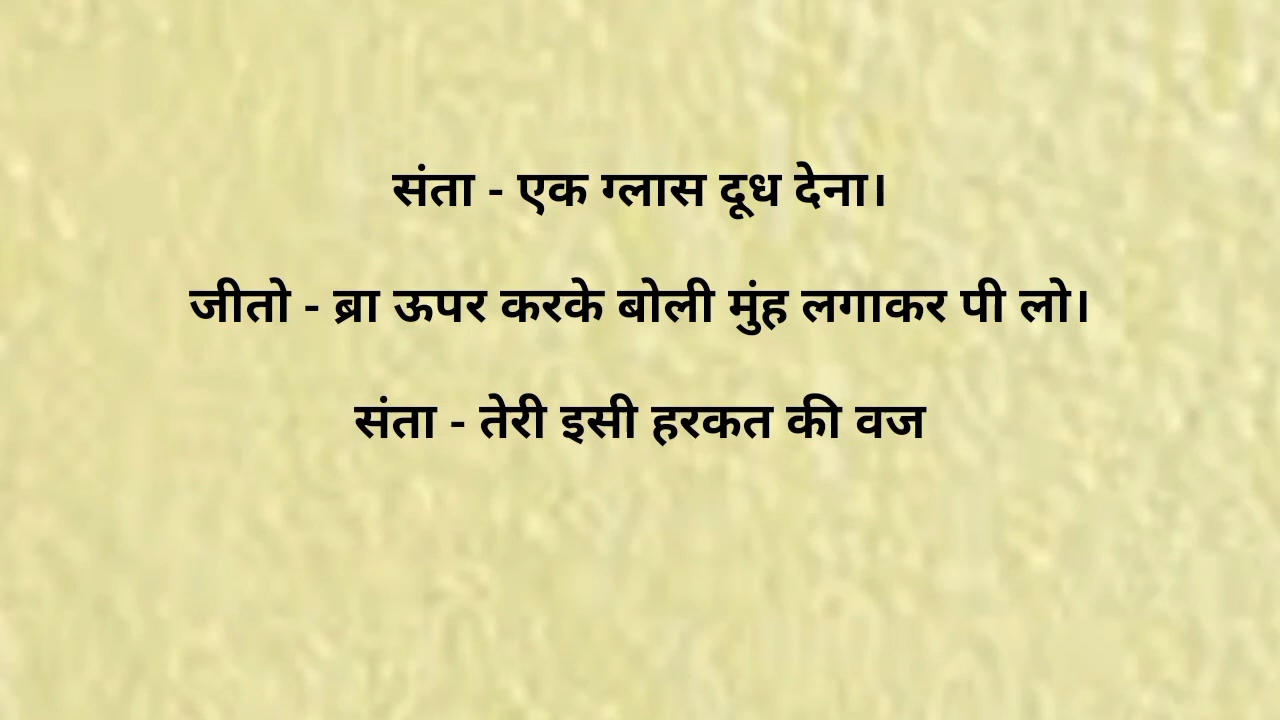 संता - एक ग्लास दूध देना।
जीतो - ब्रा ऊपर करके बोली मुंह लगाकर पी लो।
संता - तेरी इसी हरकत की वज